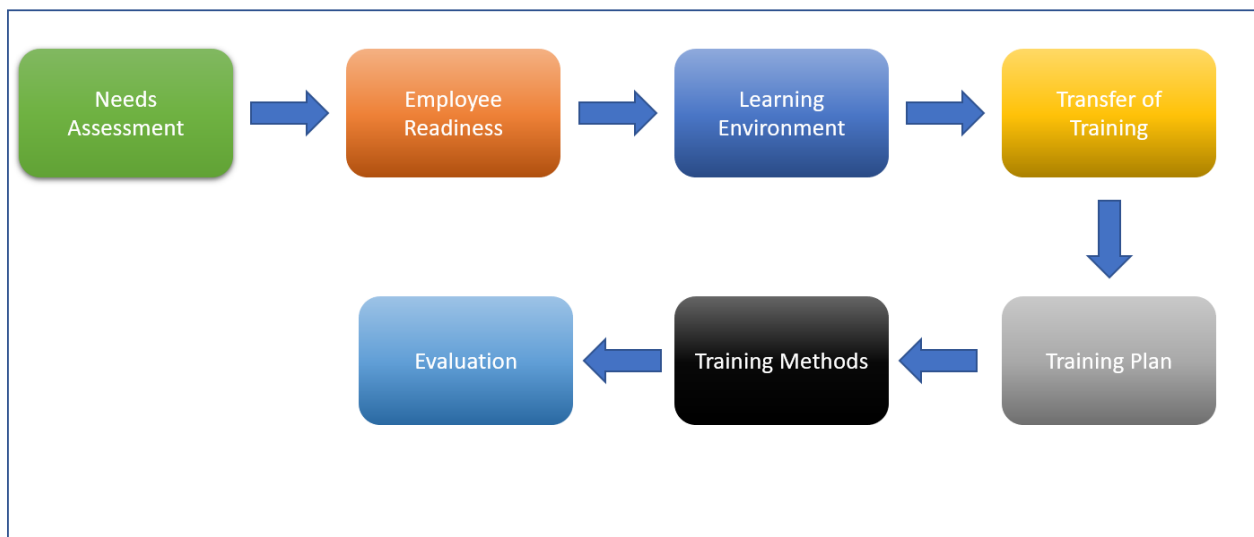 Needs
Assessment
Employee
Readiness
Learning
Environment
Transfer of
Training
Training Plan
Training Methods
Evaluation